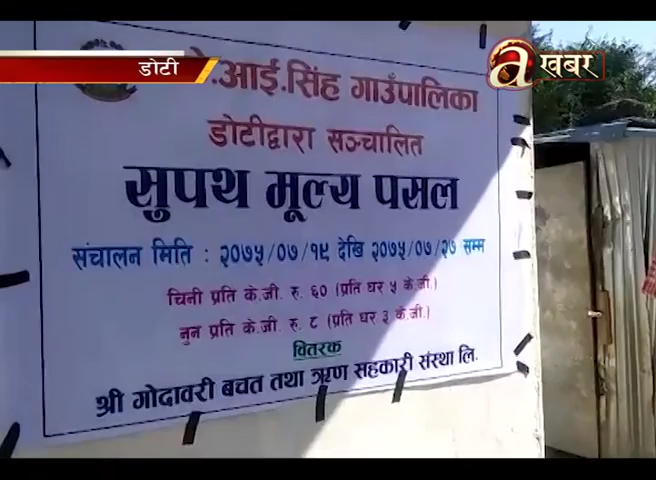 डोटी
a खबर
के.आई.सिंह गाउँपालिका
डोटीद्वारा सञ्चालित
सुपथ मूल्य पसल
संचालन मिति : २०७५/०७/१९ देखि २०७५/०७/२७ सम्म
चिनी प्रति के.जी. रु. ६० (प्रति घर ५ के.जी.)
नुन प्रति के.जी. रु. ८ (प्रति घर ३ के.जी.)
वितरक
श्री गोदावरी बचत तथा ऋण सहकारी संस्था लि.